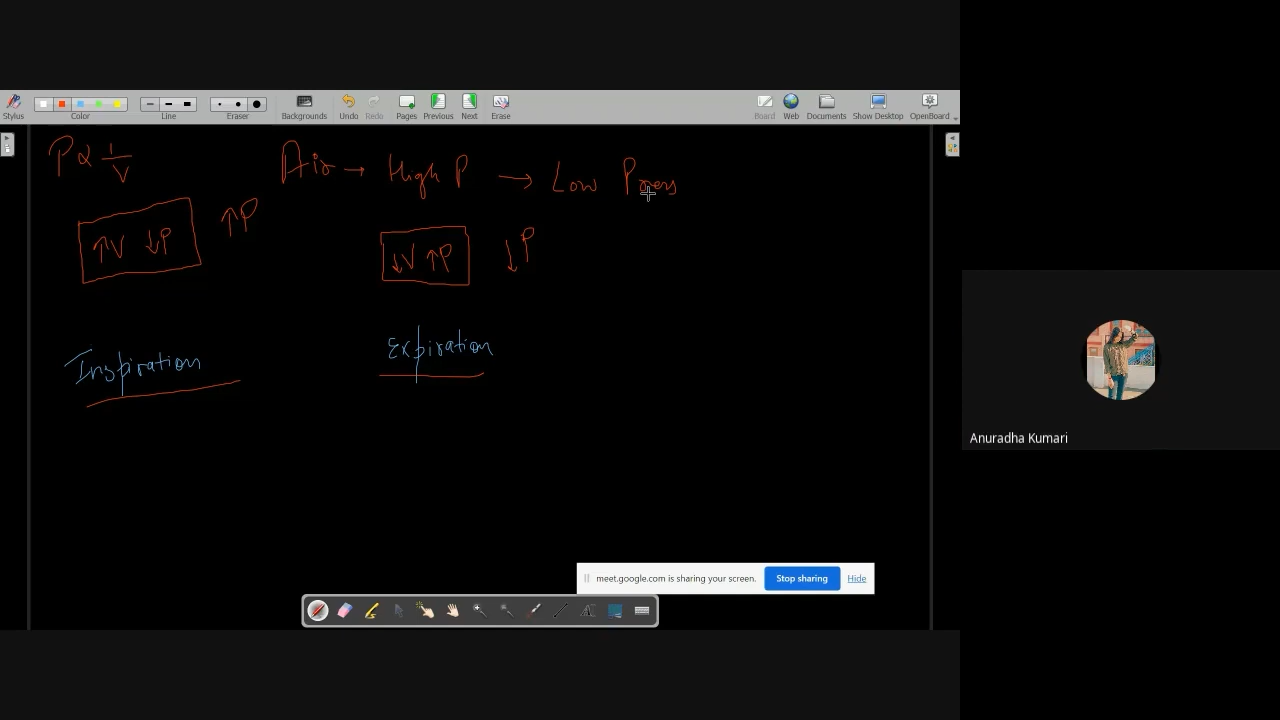 Stylus Color Line Eraser Backgrounds Undo Redo Pages Previous Next Erase Board Web Documents Show Desktop OpenBoard
P ∝ 1/V
Air → High P → Low Press
↑V ↓P ↑P
↓V ↑P ↓P
Inspiration
Expiration
Anuradha Kumari
meet.google.com is sharing your screen. Stop sharing Hide